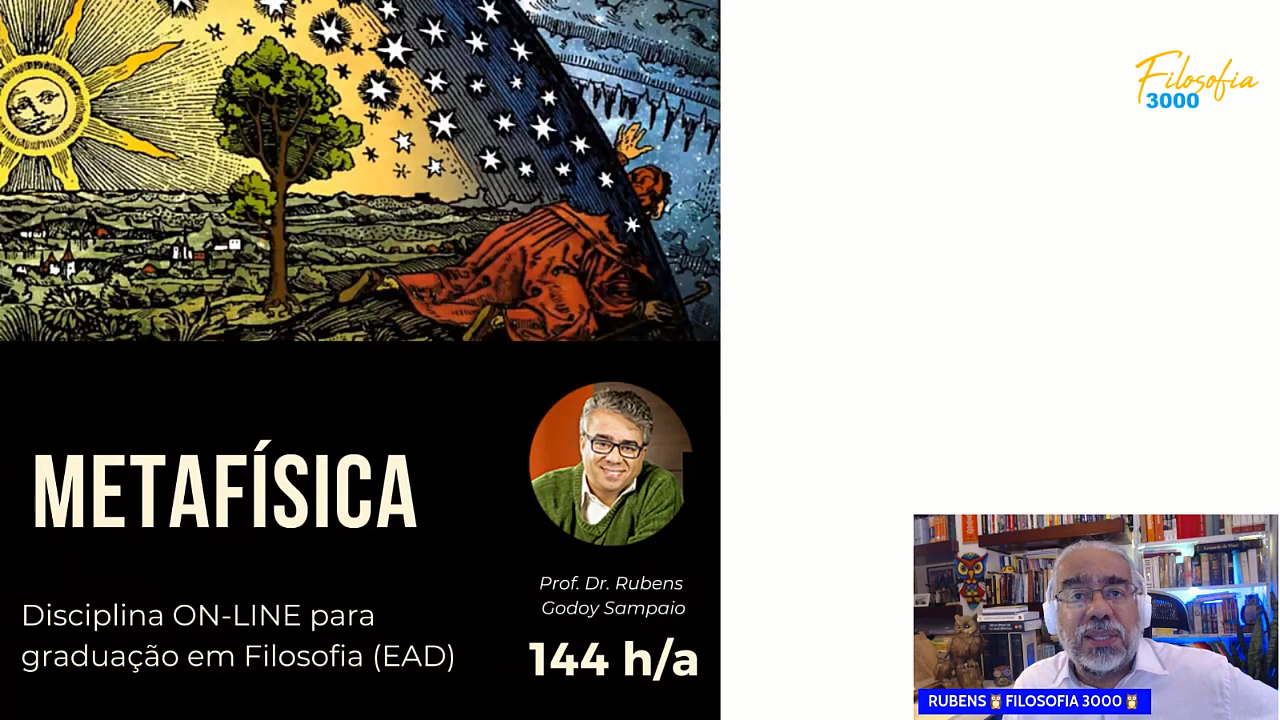 METAFÍSICA
Disciplina ON-LINE para
graduação em Filosofia (EAD)
Prof. Dr. Rubens
Godoy Sampaio
144 h/a
Filosofia
3000
RUBENS🦉FILOSOFIA 3000🦉